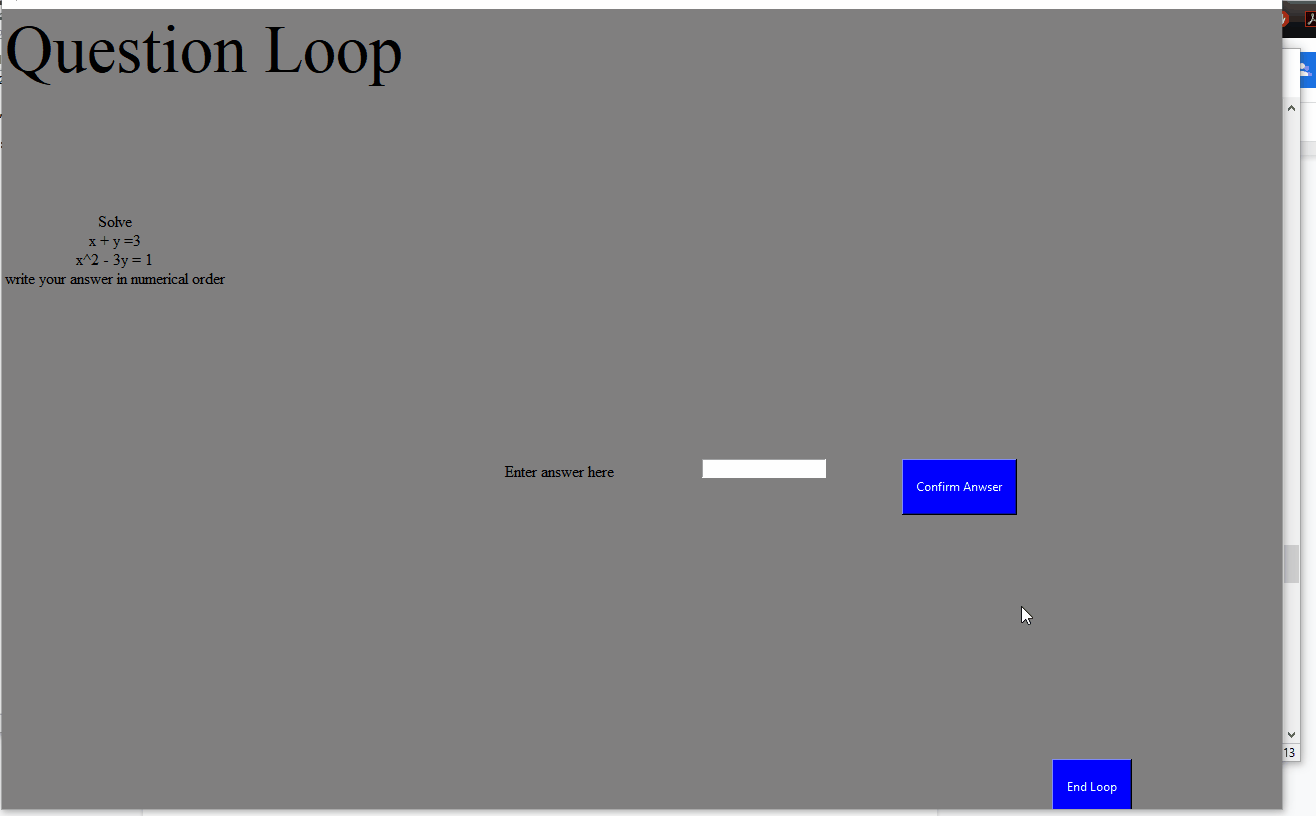 Question Loop
Solve
x + y =3
x^2 - 3y = 1
write your answer in numerical order
Enter answer here
Confirm Anwser
13
End Loop